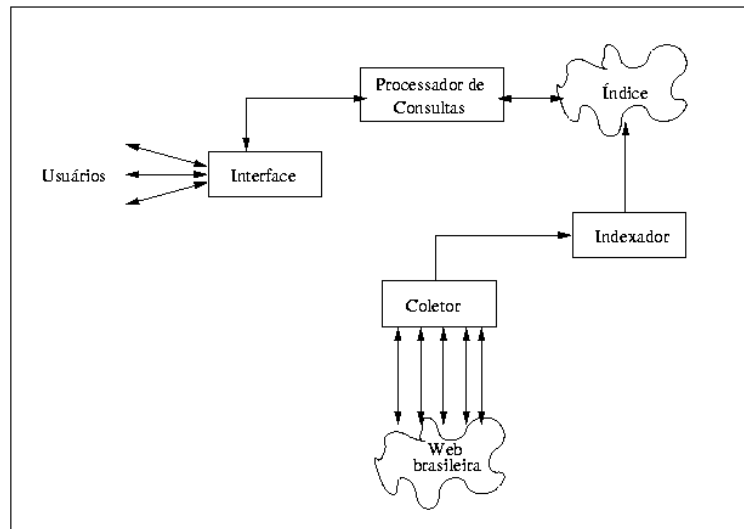 Processador de
Consultas
Índice
Usuários
Interface
Indexador
Coletor
Web
brasileira